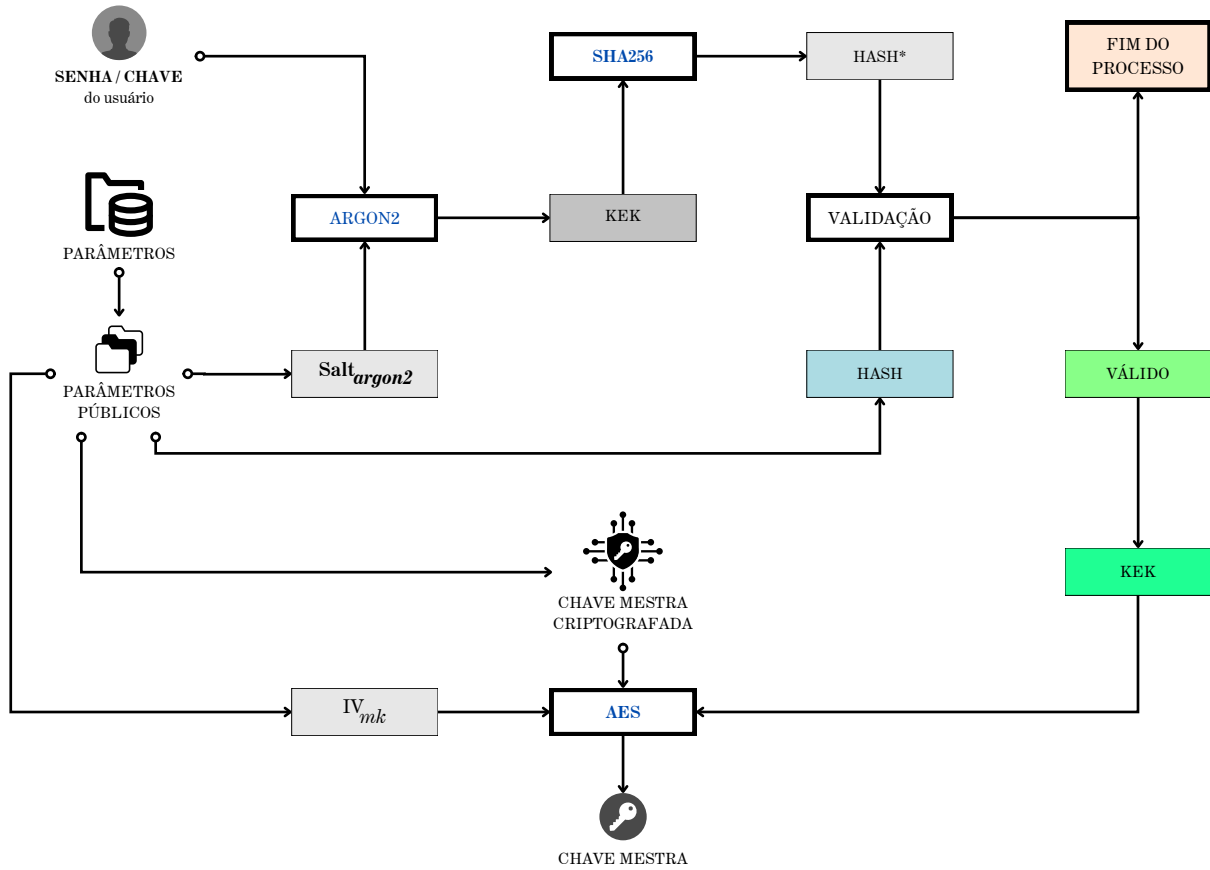 SENHA / CHAVE
do usuário
SHA256
HASH*
FIM DO
PROCESSO
PARÂMETROS
ARGON2
KEK
VALIDAÇÃO
PARÂMETROS
PÚBLICOS
Salt argon2
HASH
VÁLIDO
CHAVE MESTRA
CRIPTOGRAFADA
KEK
IV mk
AES
CHAVE MESTRA